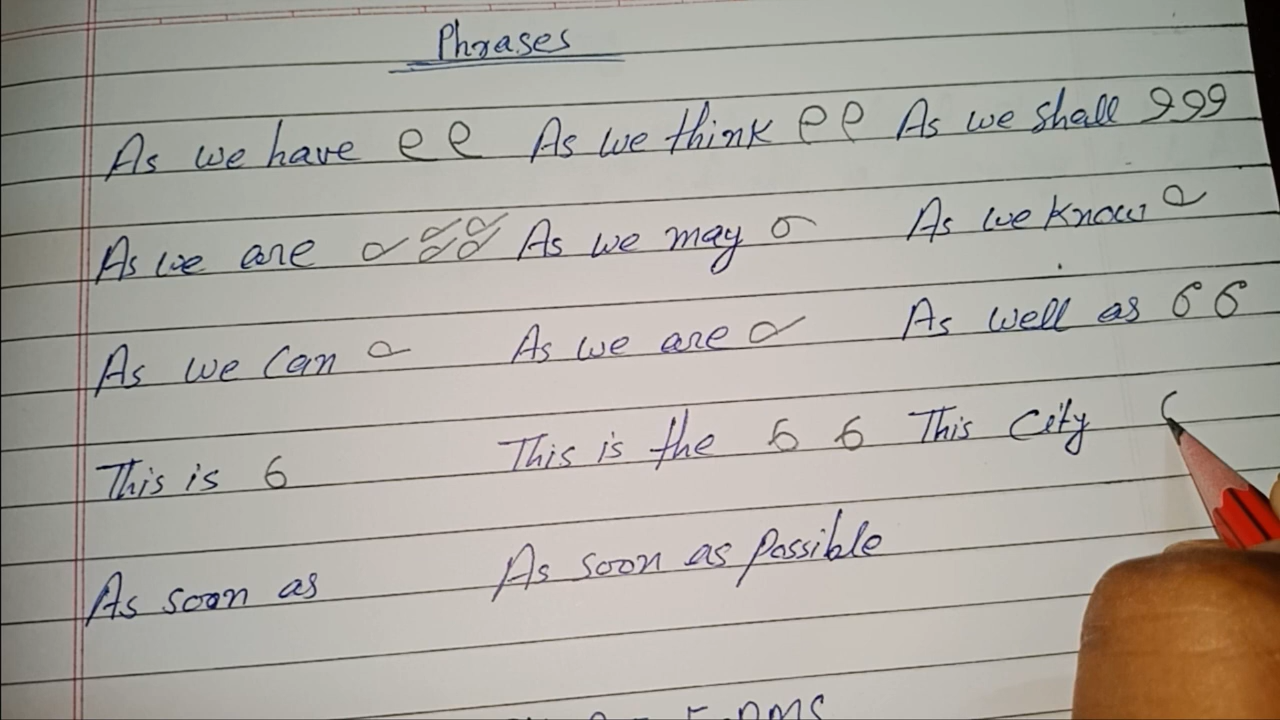 Phrases
As we have As we think As we shall
As we are As we may As we know
As we can As we are As well as
This is This is the This City
As soon as As soon as possible